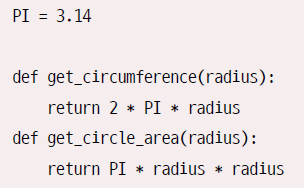 PI = 3.14

def get_circumference(radius):
    return 2 * PI * radius
def get_circle_area(radius):
    return PI * radius * radius